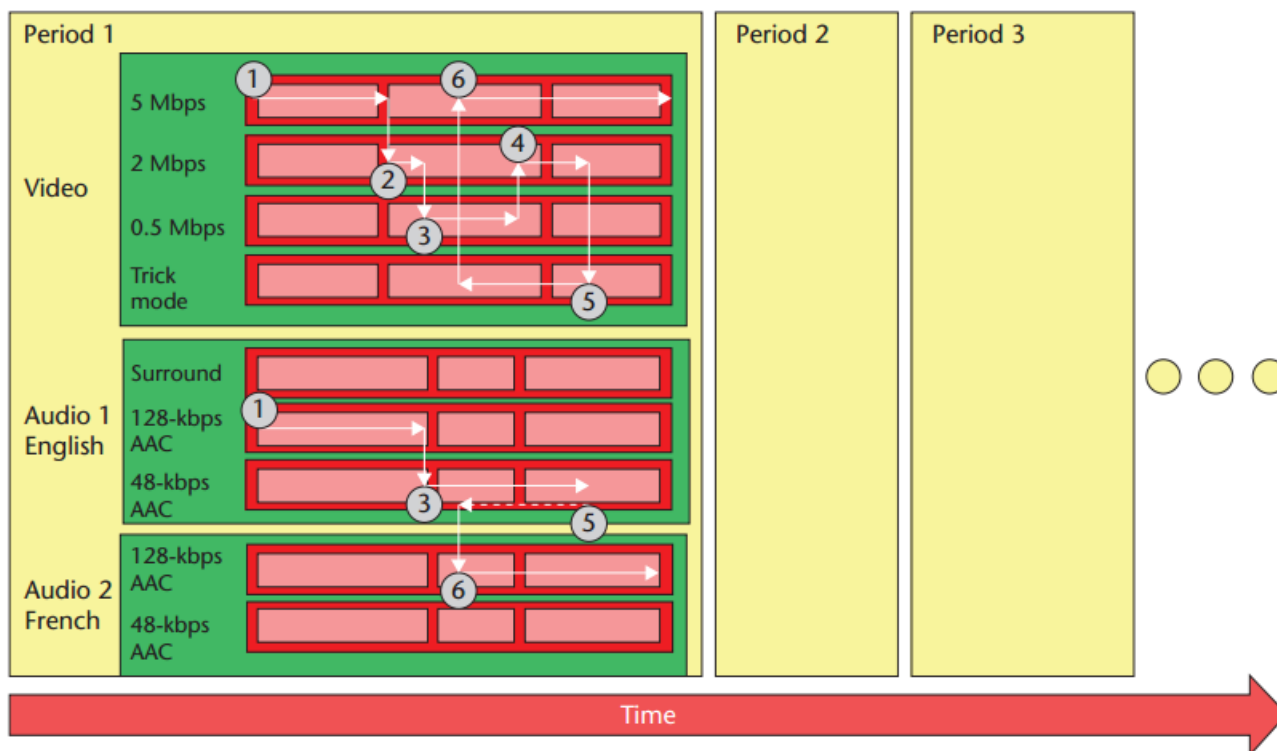 Period 1
Period 2
Period 3
Video
5 Mbps
1
6
2 Mbps
2
4
0.5 Mbps
3
Trick
mode
5
Audio 1
English
Surround
1
128-kbps
AAC
48-kbps
AAC
3
5
Audio 2
French
128-kbps
AAC
6
48-kbps
AAC
Time